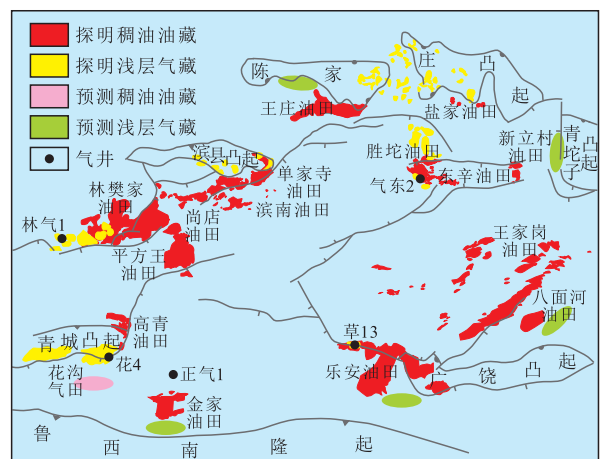 探明稠油油藏
探明浅层气藏
预测稠油油藏
预测浅层气藏
气井
陈家庄凸起
王庄油田
盐家油田
滨县凸起
单家寺
油田
胜坨油田
新立村
油田
青坨子凸起
林樊家
油田
气东2
东辛油田
尚店
油田
滨南油田
林气1
平方王
油田
王家岗
油田
八面河
油田
高青
油田
青城凸起
草13
花4
花沟
气田
正气1
乐安油田
广饶凸起
金家
油田
鲁西南隆起